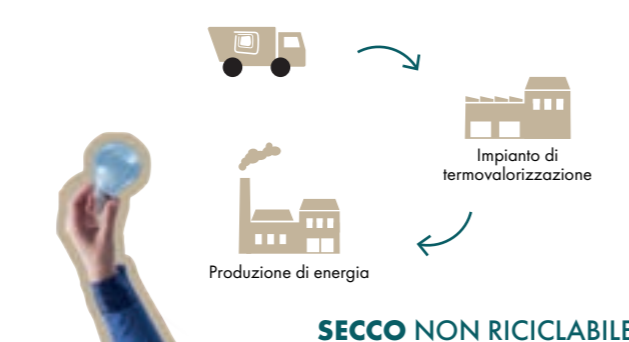 Impianto di
termovalorizzazione
Produzione di energia
SECCO NON RICICLABILE